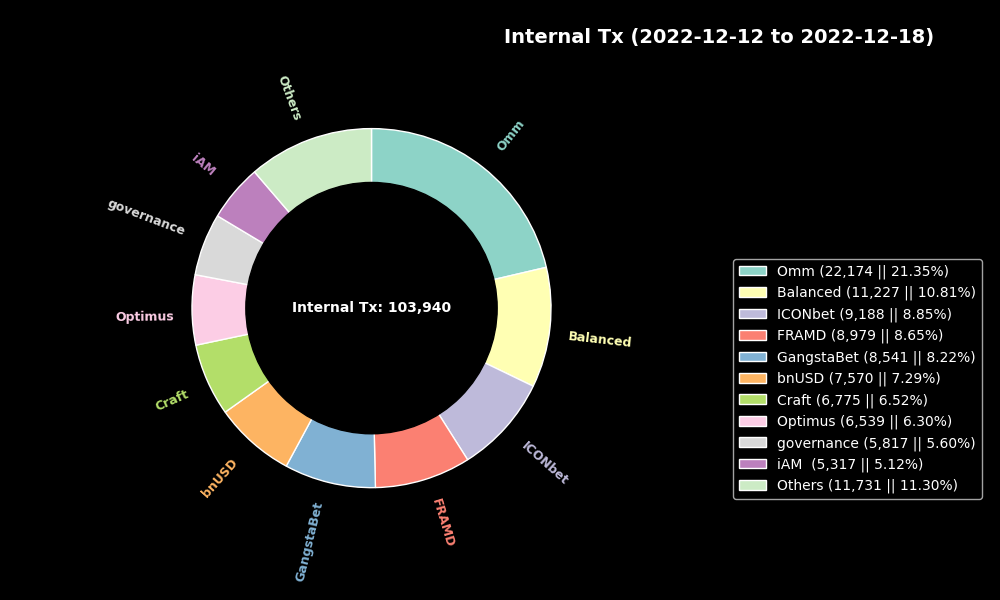 Internal Tx (2022-12-12 to 2022-12-18)
Others
Omm
iAM
governance
Optimus
Internal Tx: 103,940
Balanced
Craft
bnUSD
GangstaBet
FRAMD
ICONbet
Omm (22,174 || 21.35%)
Balanced (11,227 || 10.81%)
ICONbet (9,188 || 8.85%)
FRAMD (8,979 || 8.65%)
GangstaBet (8,541 || 8.22%)
bnUSD (7,570 || 7.29%)
Craft (6,775 || 6.52%)
Optimus (6,539 || 6.30%)
governance (5,817 || 5.60%)
iAM  (5,317 || 5.12%)
Others (11,731 || 11.30%)